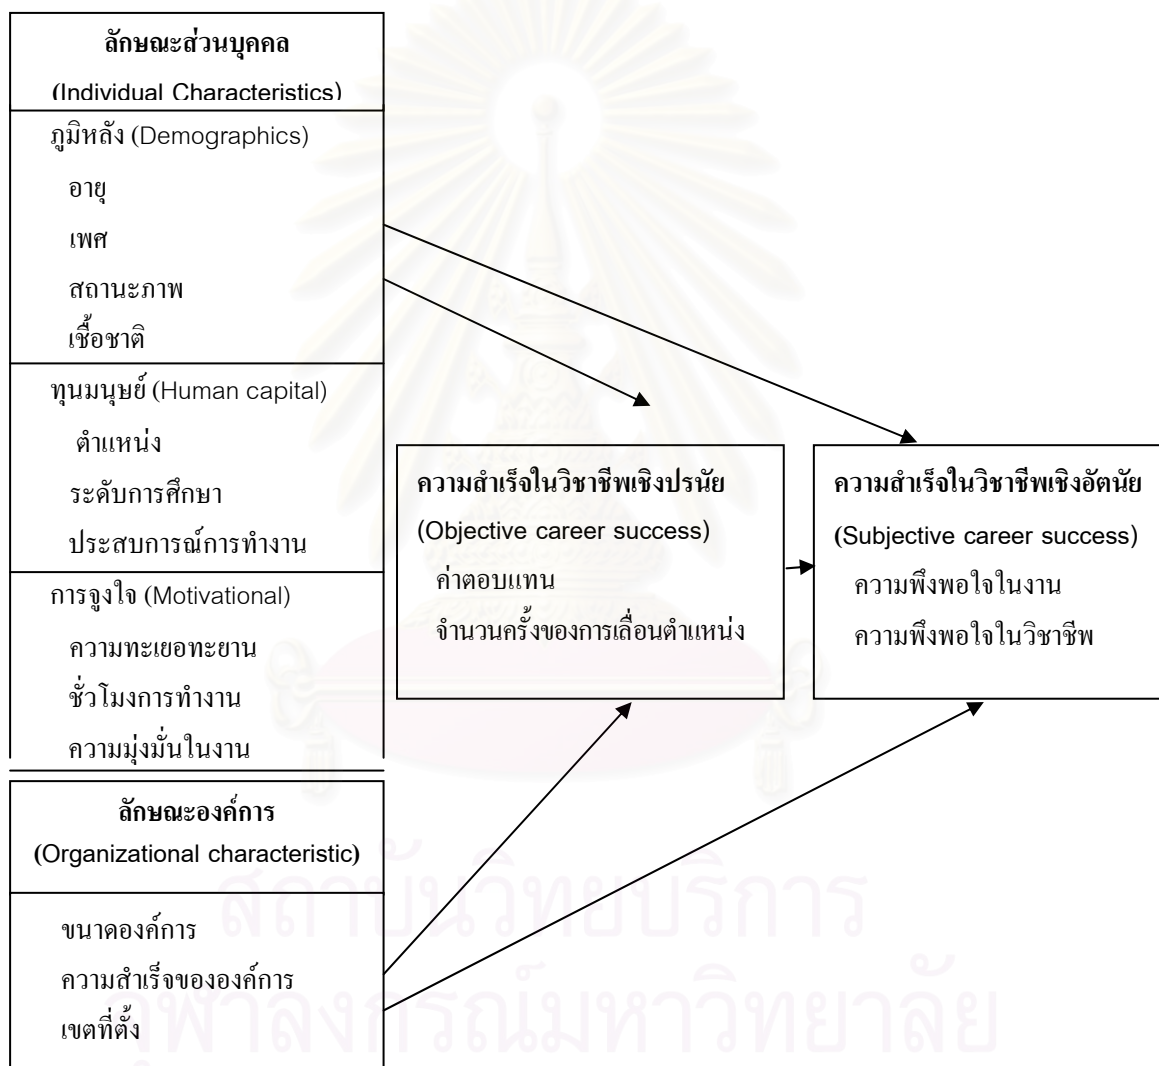 ลักษณะส่วนบุคคล
(Individual Characteristics)
ภูมิหลัง (Demographics)
อายุ
เพศ
สถานะภาพ
เชื้อชาติ
ทุนมนุษย์ (Human capital)
ตำแหน่ง
ระดับการศึกษา
ประสบการณ์การทำงาน
การจูงใจ (Motivational)
ความทะเยอทะยาน
ชั่วโมงการทำงาน
ความมุ่งมั่นในงาน
ลักษณะองค์การ
(Organizational characteristic)
ขนาดองค์การ
ความสำเร็จขององค์การ
เขตที่ตั้ง
ความสำเร็จในวิชาชีพเชิงปรนัย
(Objective career success)
ค่าตอบแทน
จำนวนครั้งของการเลื่อนตำแหน่ง
ความสำเร็จในวิชาชีพเชิงอัตนัย
(Subjective career success)
ความพึงพอใจในงาน
ความพึงพอใจในวิชาชีพ
สถาบันวิทยบริการ
จุฬาลงกรณ์มหาวิทยาลัย